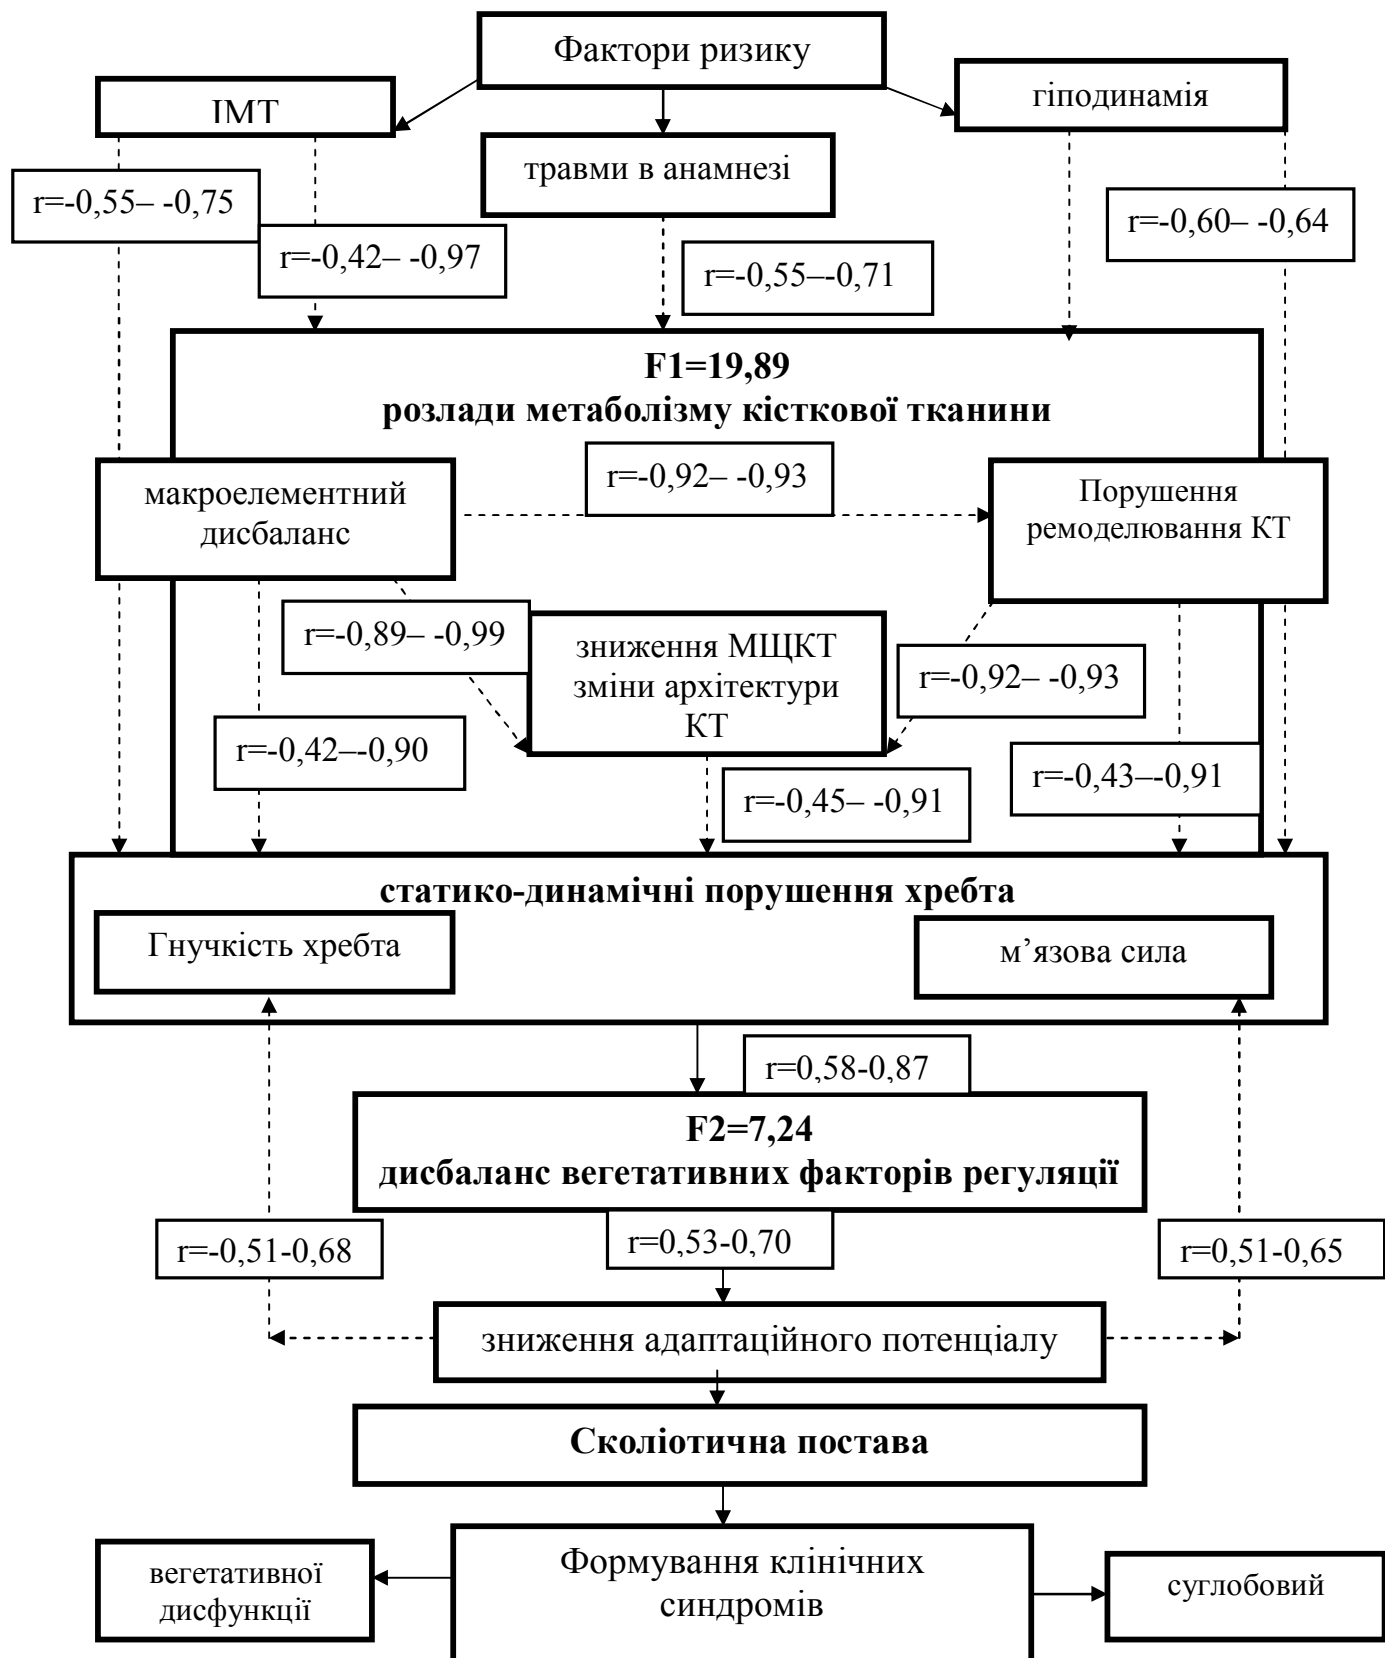 Фактори ризику
ІМТ
гіподинамія
травми в анамнезі
r=-0,55– -0,75
r=-0,60– -0,64
r=-0,42– -0,97
r=-0,55–-0,71
F1=19,89
розлади метаболізму кісткової тканини
r=-0,92– -0,93
макроелементний
дисбаланс
Порушення
ремоделювання КТ
r=-0,89– -0,99
зниження МЩКТ
зміни архітектури
КТ
r=-0,92– -0,93
r=-0,42–-0,90
r=-0,45– -0,91
r=-0,43–-0,91
статико-динамічні порушення хребта
Гнучкість хребта
м’язова сила
r=0,58-0,87
F2=7,24
дисбаланс вегетативних факторів регуляції
r=-0,51-0,68
r=0,53-0,70
r=0,51-0,65
зниження адаптаційного потенціалу
Сколіотична постава
Формування клінічних
синдромів
вегетативної
дисфункції
суглобовий